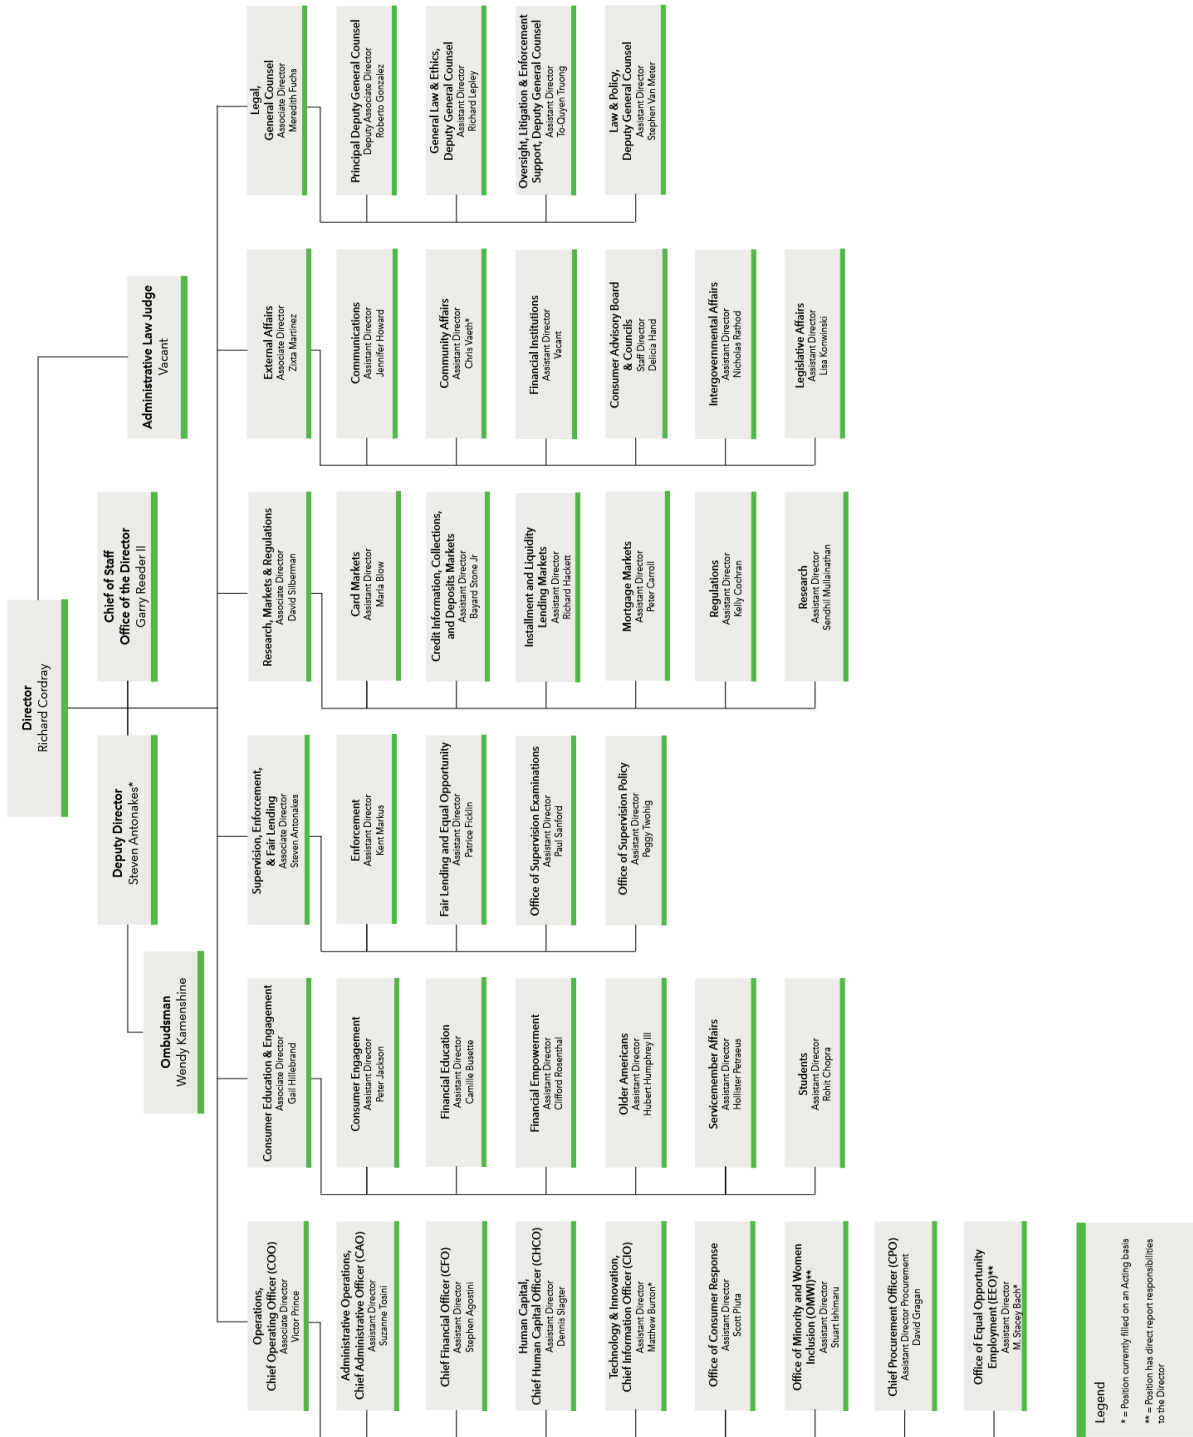 Director
Richard Cordray
Deputy Director
Steven Antonakes*
Chief of Staff
Office of the Director
Garry Reeder II
Ombudsman
Wendy Kamenshine
Administrative Law Judge
Vacant
Operations,
Chief Operating Officer (COO)
Associate Director
Victor Prince
Administrative Operations,
Chief Administrative Officer (CAO)
Assistant Director
Suzanne Tosini
Chief Financial Officer (CFO)
Assistant Director
Stephen Agostini
Human Capital,
Chief Human Capital Officer (CHCO)
Assistant Director
Dennis Slagter
Technology & Innovation,
Chief Information Officer (CIO)
Assistant Director
Matthew Burton*
Office of Consumer Response
Assistant Director
Scott Pluta
Office of Minority and Women
Inclusion (OMWI)**
Assistant Director
Stuart Ishimaru
Chief Procurement Officer (CPO)
Assistant Director Procurement
David Gragan
Office of Equal Opportunity
Employment (EEO)**
Assistant Director
M. Stacey Bach*
Consumer Education & Engagement
Associate Director
Gail Hillebrand
Consumer Engagement
Assistant Director
Peter Jackson
Financial Education
Assistant Director
Camille Busette
Financial Empowerment
Assistant Director
Clifford Rosenthal
Older Americans
Assistant Director
Hubert Humphrey III
Servicemember Affairs
Assistant Director
Hollister Petraeus
Students
Assistant Director
Rohit Chopra
Supervision, Enforcement,
& Fair Lending
Associate Director
Steven Antonakes
Enforcement
Assistant Director
Kent Markus
Fair Lending and Equal Opportunity
Assistant Director
Patrice Ficklin
Office of Supervision Examinations
Assistant Director
Paul Sanford
Office of Supervision Policy
Assistant Director
Peggy Twohig
Research, Markets & Regulations
Associate Director
David Silberman
Card Markets
Assistant Director
Marla Blow
Credit Information, Collections,
and Deposits Markets
Assistant Director
Bayard Stone Jr
Installment and Liquidity
Lending Markets
Assistant Director
Richard Hackett
Mortgage Markets
Assistant Director
Peter Carroll
Regulations
Assistant Director
Kelly Cochran
Research
Assistant Director
Sendhil Mullainathan
External Affairs
Associate Director
Zixta Martinez
Communications
Assistant Director
Jennifer Howard
Community Affairs
Assistant Director
Chris Vaeth*
Financial Institutions
Assistant Director
Vacant
Consumer Advisory Board
& Councils
Staff Director
Delicia Hand
Intergovernmental Affairs
Assistant Director
Nicholas Rathod
Legislative Affairs
Assistant Director
Lisa Konwinski
Legal,
General Counsel
Associate Director
Meredith Fuchs
Principal Deputy General Counsel
Deputy Associate Director
Roberto Gonzalez
General Law & Ethics,
Deputy General Counsel
Assistant Director
Richard Lepley
Oversight, Litigation & Enforcement
Support, Deputy General Counsel
Assistant Director
To-Quyen Truong
Law & Policy,
Deputy General Counsel
Assistant Director
Stephen Van Meter
Legend
* = Position currently filled on an Acting basis
** = Position has direct report responsibilities
to the Director